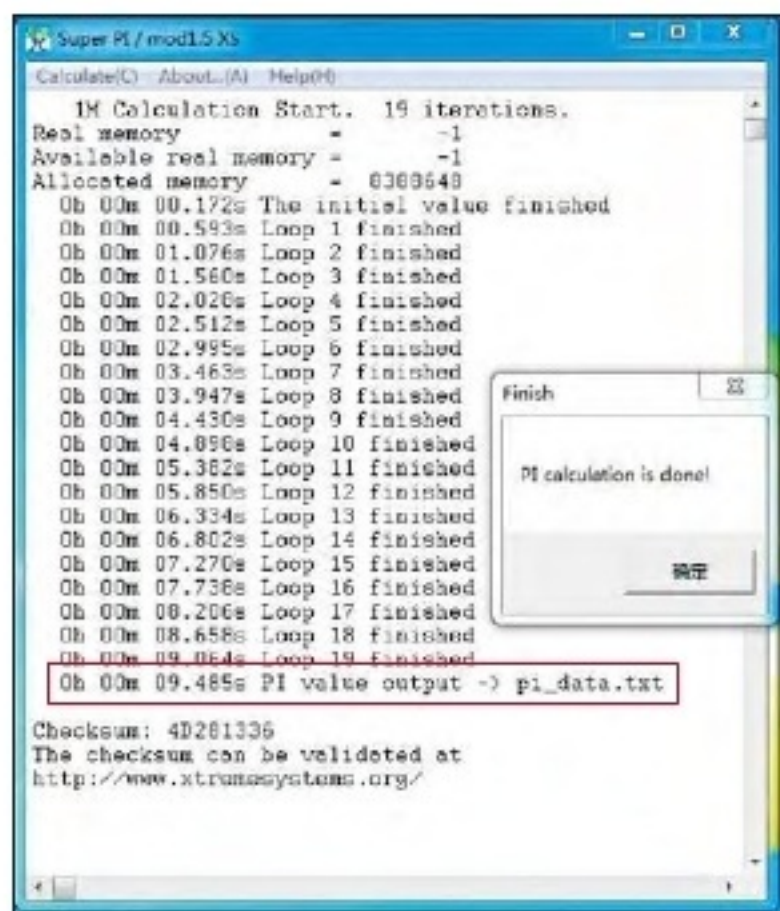 Super PI / mod1.5 XS
Calculate(C) About...(A) Help(H)
1M Calculation Start. 19 iterations.
Real memory = -1
Available real memory = -1
Allocated memory = 8388648
0h 00m 00.172s The initial value finished
0h 00m 00.593s Loop 1 finished
0h 00m 01.076s Loop 2 finished
0h 00m 01.560s Loop 3 finished
0h 00m 02.028s Loop 4 finished
0h 00m 02.512s Loop 5 finished
0h 00m 02.995s Loop 6 finished
0h 00m 03.463s Loop 7 finished
0h 00m 03.947s Loop 8 finished
0h 00m 04.430s Loop 9 finished
0h 00m 04.898s Loop 10 finished
0h 00m 05.382s Loop 11 finished
0h 00m 05.850s Loop 12 finished
0h 00m 06.334s Loop 13 finished
0h 00m 06.802s Loop 14 finished
0h 00m 07.270s Loop 15 finished
0h 00m 07.738s Loop 16 finished
0h 00m 08.206s Loop 17 finished
0h 00m 08.658s Loop 18 finished
0h 00m 09.064s Loop 19 finished
0h 00m 09.485s PI value output -> pi_data.txt
Checksum: 4D281336
The checksum can be validated at
http://www.xtremesystems.org/
Finish
PI calculation is done!
确定